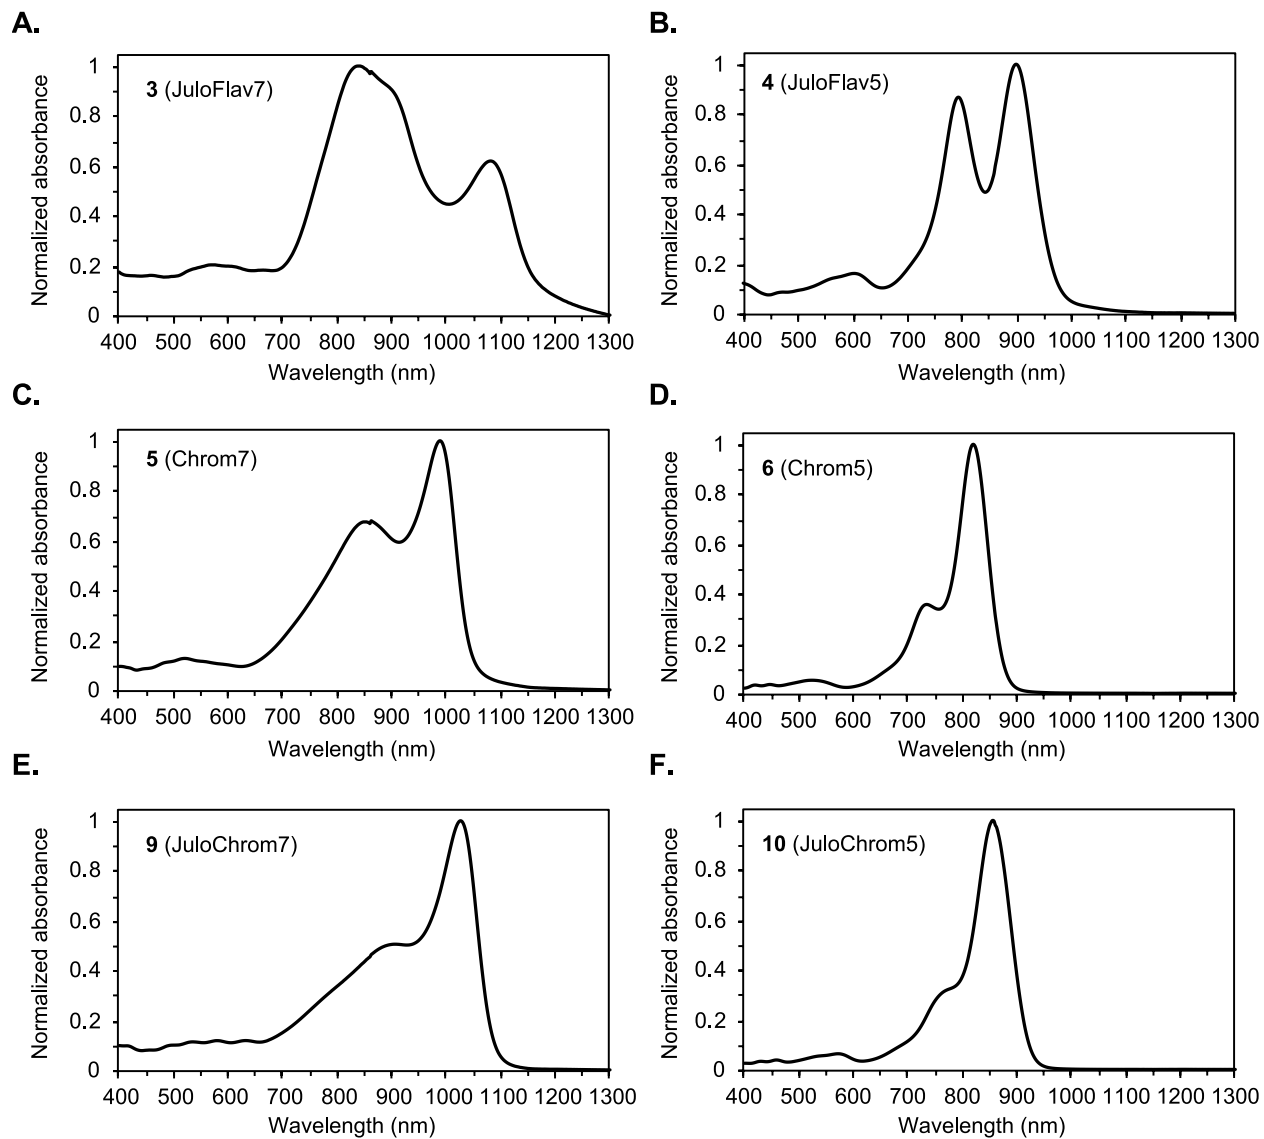 A.
Normalized absorbance
1
0.8
0.6
0.4
0.2
0
3 (JuloFlav7)
400 500 600 700 800 900 1000 1100 1200 1300
Wavelength (nm)
B.
Normalized absorbance
1
0.8
0.6
0.4
0.2
0
4 (JuloFlav5)
400 500 600 700 800 900 1000 1100 1200 1300
Wavelength (nm)
C.
Normalized absorbance
1
0.8
0.6
0.4
0.2
0
5 (Chrom7)
400 500 600 700 800 900 1000 1100 1200 1300
Wavelength (nm)
D.
Normalized absorbance
1
0.8
0.6
0.4
0.2
0
6 (Chrom5)
400 500 600 700 800 900 1000 1100 1200 1300
Wavelength (nm)
E.
Normalized absorbance
1
0.8
0.6
0.4
0.2
0
9 (JuloChrom7)
400 500 600 700 800 900 1000 1100 1200 1300
Wavelength (nm)
F.
Normalized absorbance
1
0.8
0.6
0.4
0.2
0
10 (JuloChrom5)
400 500 600 700 800 900 1000 1100 1200 1300
Wavelength (nm)